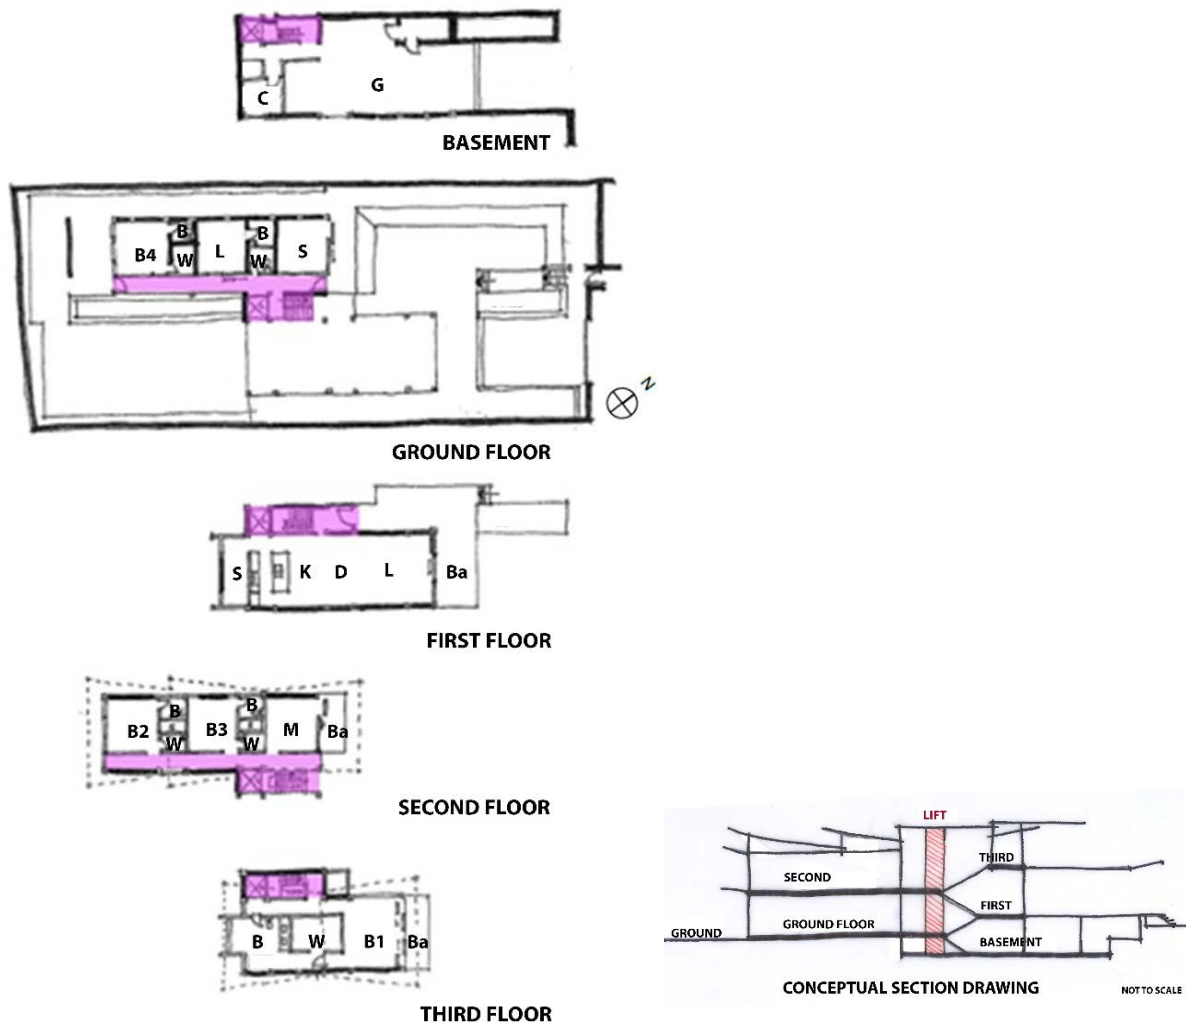 C
G
BASEMENT
B4
B
W
L
B
W
S
N
GROUND FLOOR
S
K
D
L
Ba
FIRST FLOOR
B2
B
W
B3
B
W
M
Ba
SECOND FLOOR
B
W
B1
Ba
THIRD FLOOR
LIFT
THIRD
SECOND
FIRST
GROUND FLOOR
GROUND
BASEMENT
CONCEPTUAL SECTION DRAWING
NOT TO SCALE